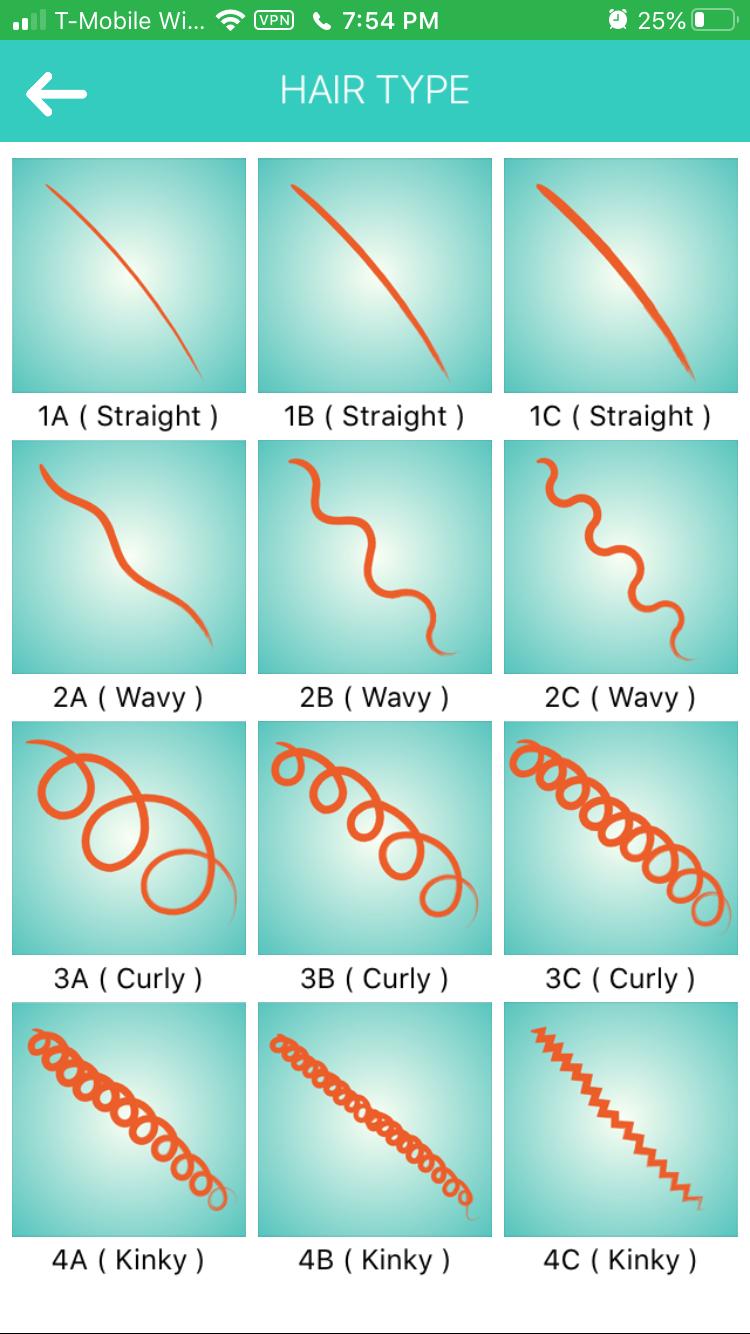 T-Mobile Wi... VPN 7:54 PM 25%
HAIR TYPE
1A ( Straight ) 1B ( Straight ) 1C ( Straight )
2A ( Wavy ) 2B ( Wavy ) 2C ( Wavy )
3A ( Curly ) 3B ( Curly ) 3C ( Curly )
4A ( Kinky ) 4B ( Kinky ) 4C ( Kinky )